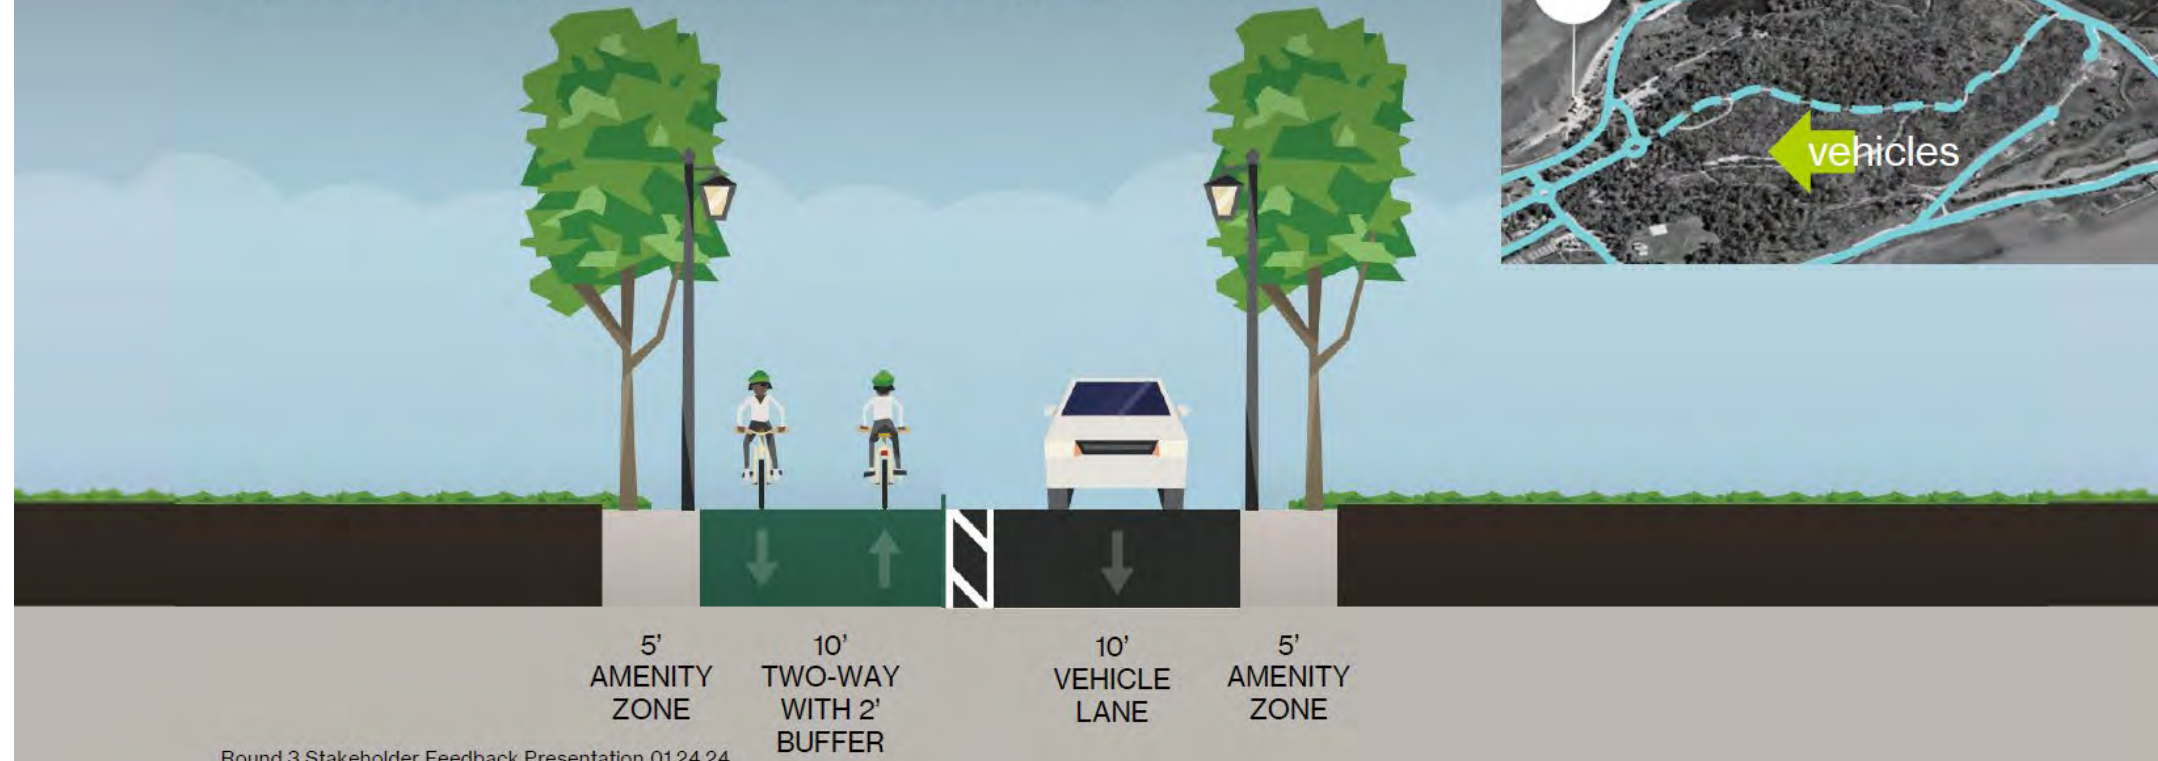 vehicles
5’
AMENITY
ZONE
10’
TWO-WAY
WITH 2’
BUFFER
10’
VEHICLE
LANE
5’
AMENITY
ZONE
Round 3 Stakeholder Feedback Presentation 01.24.24